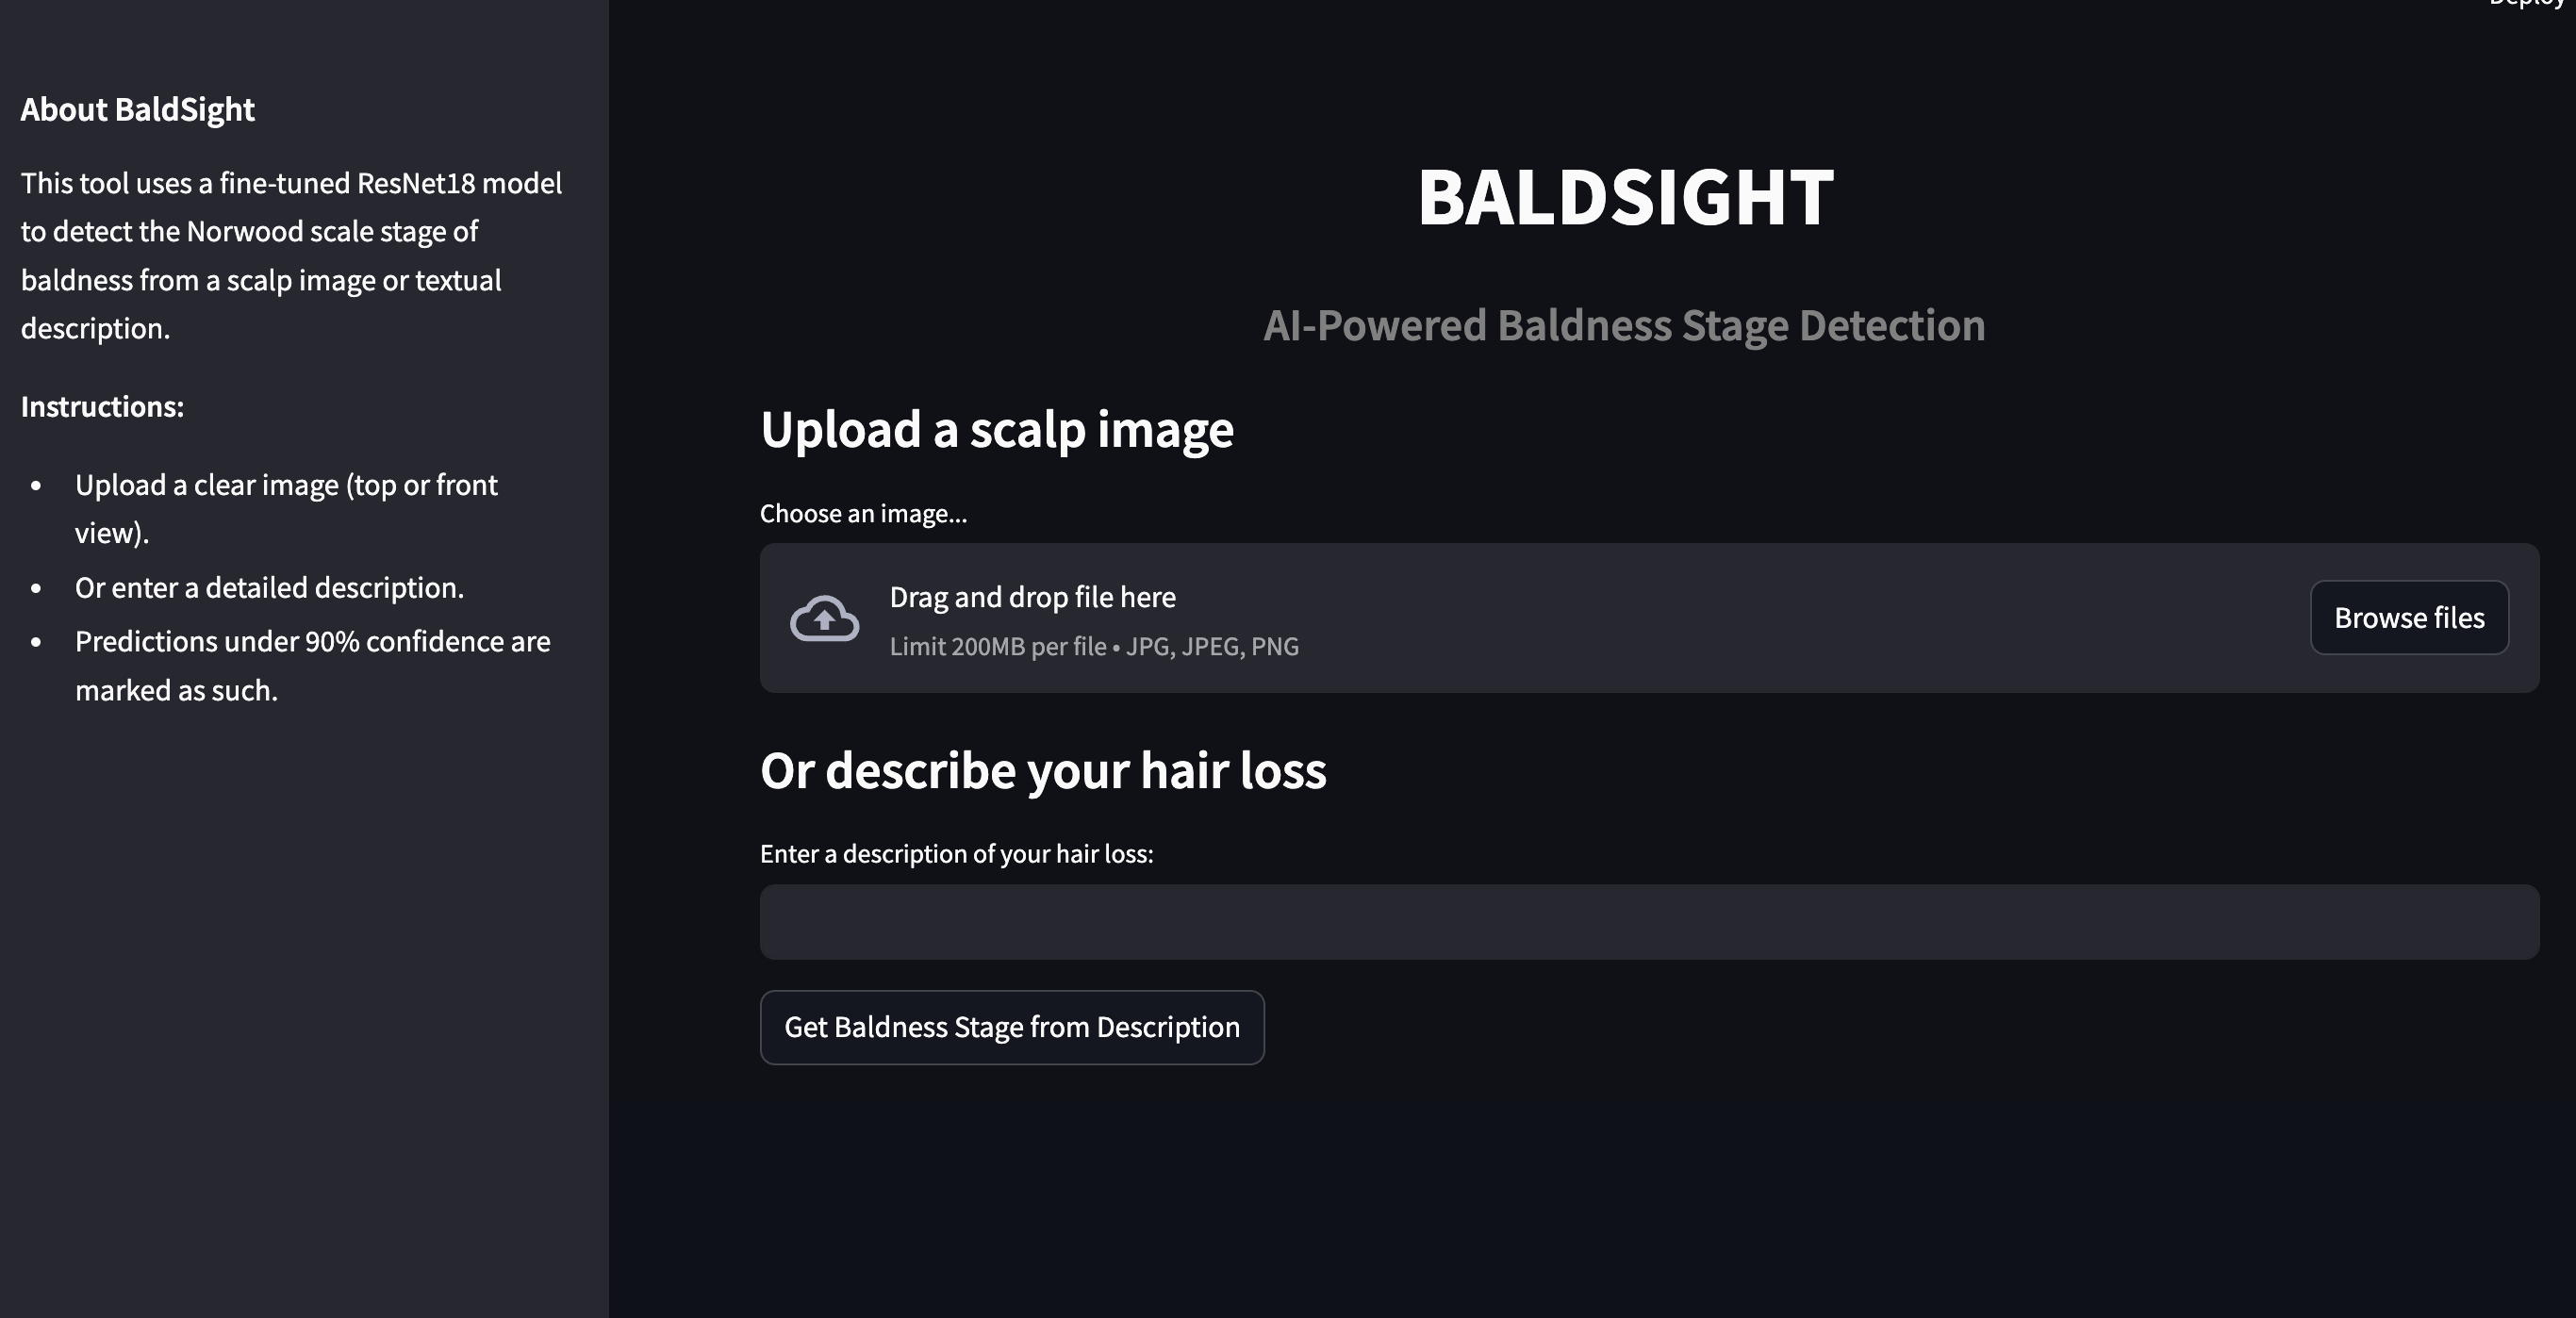 Deploy
About BaldSight
This tool uses a fine-tuned ResNet18 model
to detect the Norwood scale stage of
baldness from a scalp image or textual
description.
Instructions:
• Upload a clear image (top or front
view).
• Or enter a detailed description.
• Predictions under 90% confidence are
marked as such.
BALDSIGHT
AI-Powered Baldness Stage Detection
Upload a scalp image
Choose an image...
Drag and drop file here
Limit 200MB per file • JPG, JPEG, PNG
Browse files
Or describe your hair loss
Enter a description of your hair loss:
Get Baldness Stage from Description